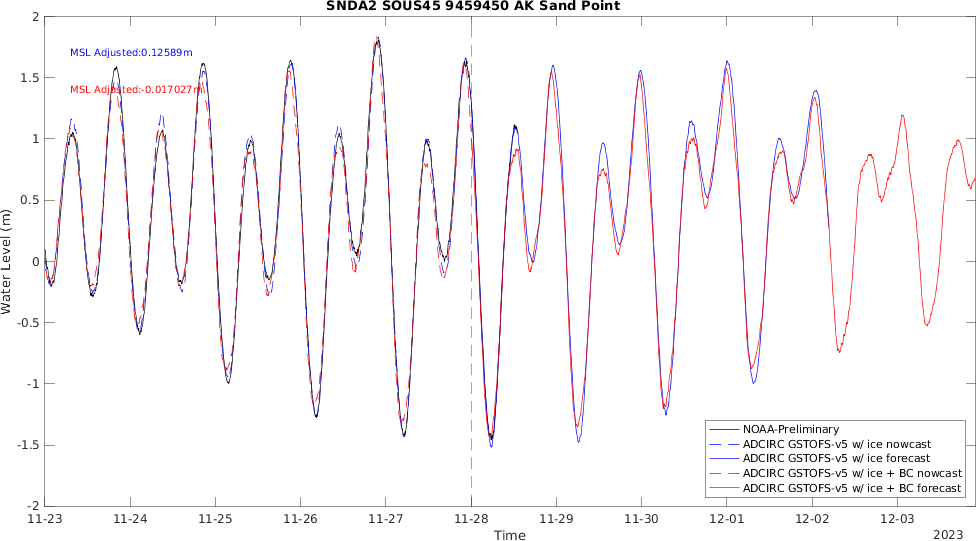 SNDA2 SOUS45 9459450 AK Sand Point
MSL Adjusted:0.12589m
MSL Adjusted:-0.017027m
Water Level (m)
2
1.5
1
0.5
0
-0.5
-1
-1.5
-2
11-23
11-24
11-25
11-26
11-27
11-28
11-29
11-30
12-01
12-02
12-03
Time
2023
NOAA-Preliminary
ADCIRC GSTOFS-v5 w/ ice nowcast
ADCIRC GSTOFS-v5 w/ ice forecast
ADCIRC GSTOFS-v5 w/ ice + BC nowcast
ADCIRC GSTOFS-v5 w/ ice + BC forecast